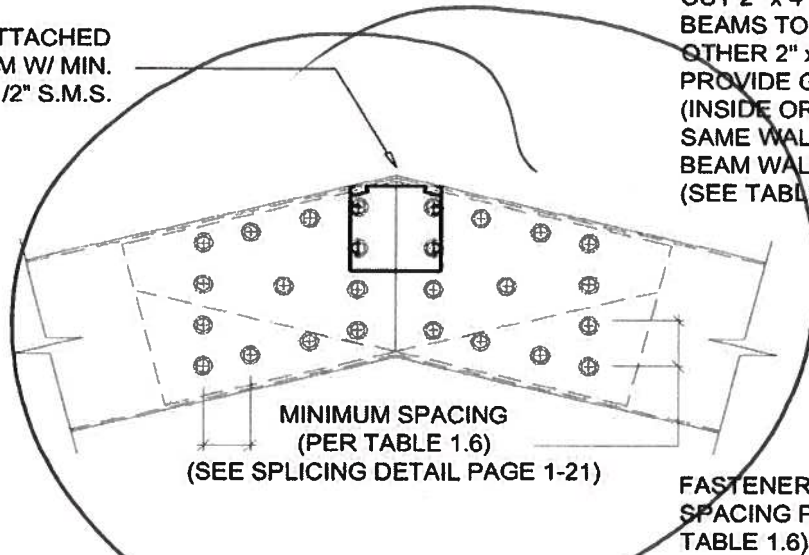 TTACHED
M W/ MIN.
/2" S.M.S.
BEAMS TO
OTHER 2" x
PROVIDE G
(INSIDE OR
SAME WAL
BEAM WAL
(SEE TABL
MINIMUM SPACING
(PER TABLE 1.6)
(SEE SPLICING DETAIL PAGE 1-21)
FASTENER
SPACING P
TABLE 1.6)